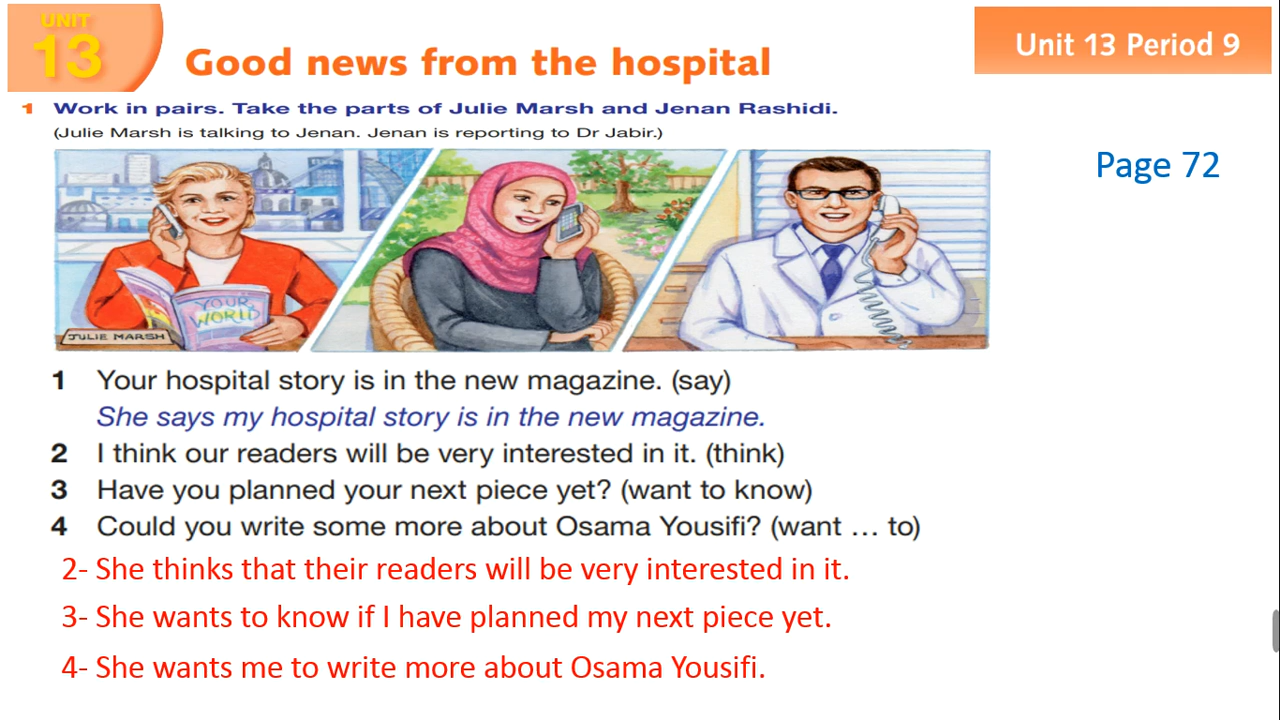 UNIT
13
Good news from the hospital
Unit 13 Period 9
1 Work in pairs. Take the parts of Julie Marsh and Jenan Rashidi.
(Julie Marsh is talking to Jenan. Jenan is reporting to Dr Jabir.)
Page 72
YOUR
WORLD
JULIE MARSH
1 Your hospital story is in the new magazine. (say)
She says my hospital story is in the new magazine.
2 I think our readers will be very interested in it. (think)
3 Have you planned your next piece yet? (want to know)
4 Could you write some more about Osama Yousifi? (want … to)
2- She thinks that their readers will be very interested in it.
3- She wants to know if I have planned my next piece yet.
4- She wants me to write more about Osama Yousifi.